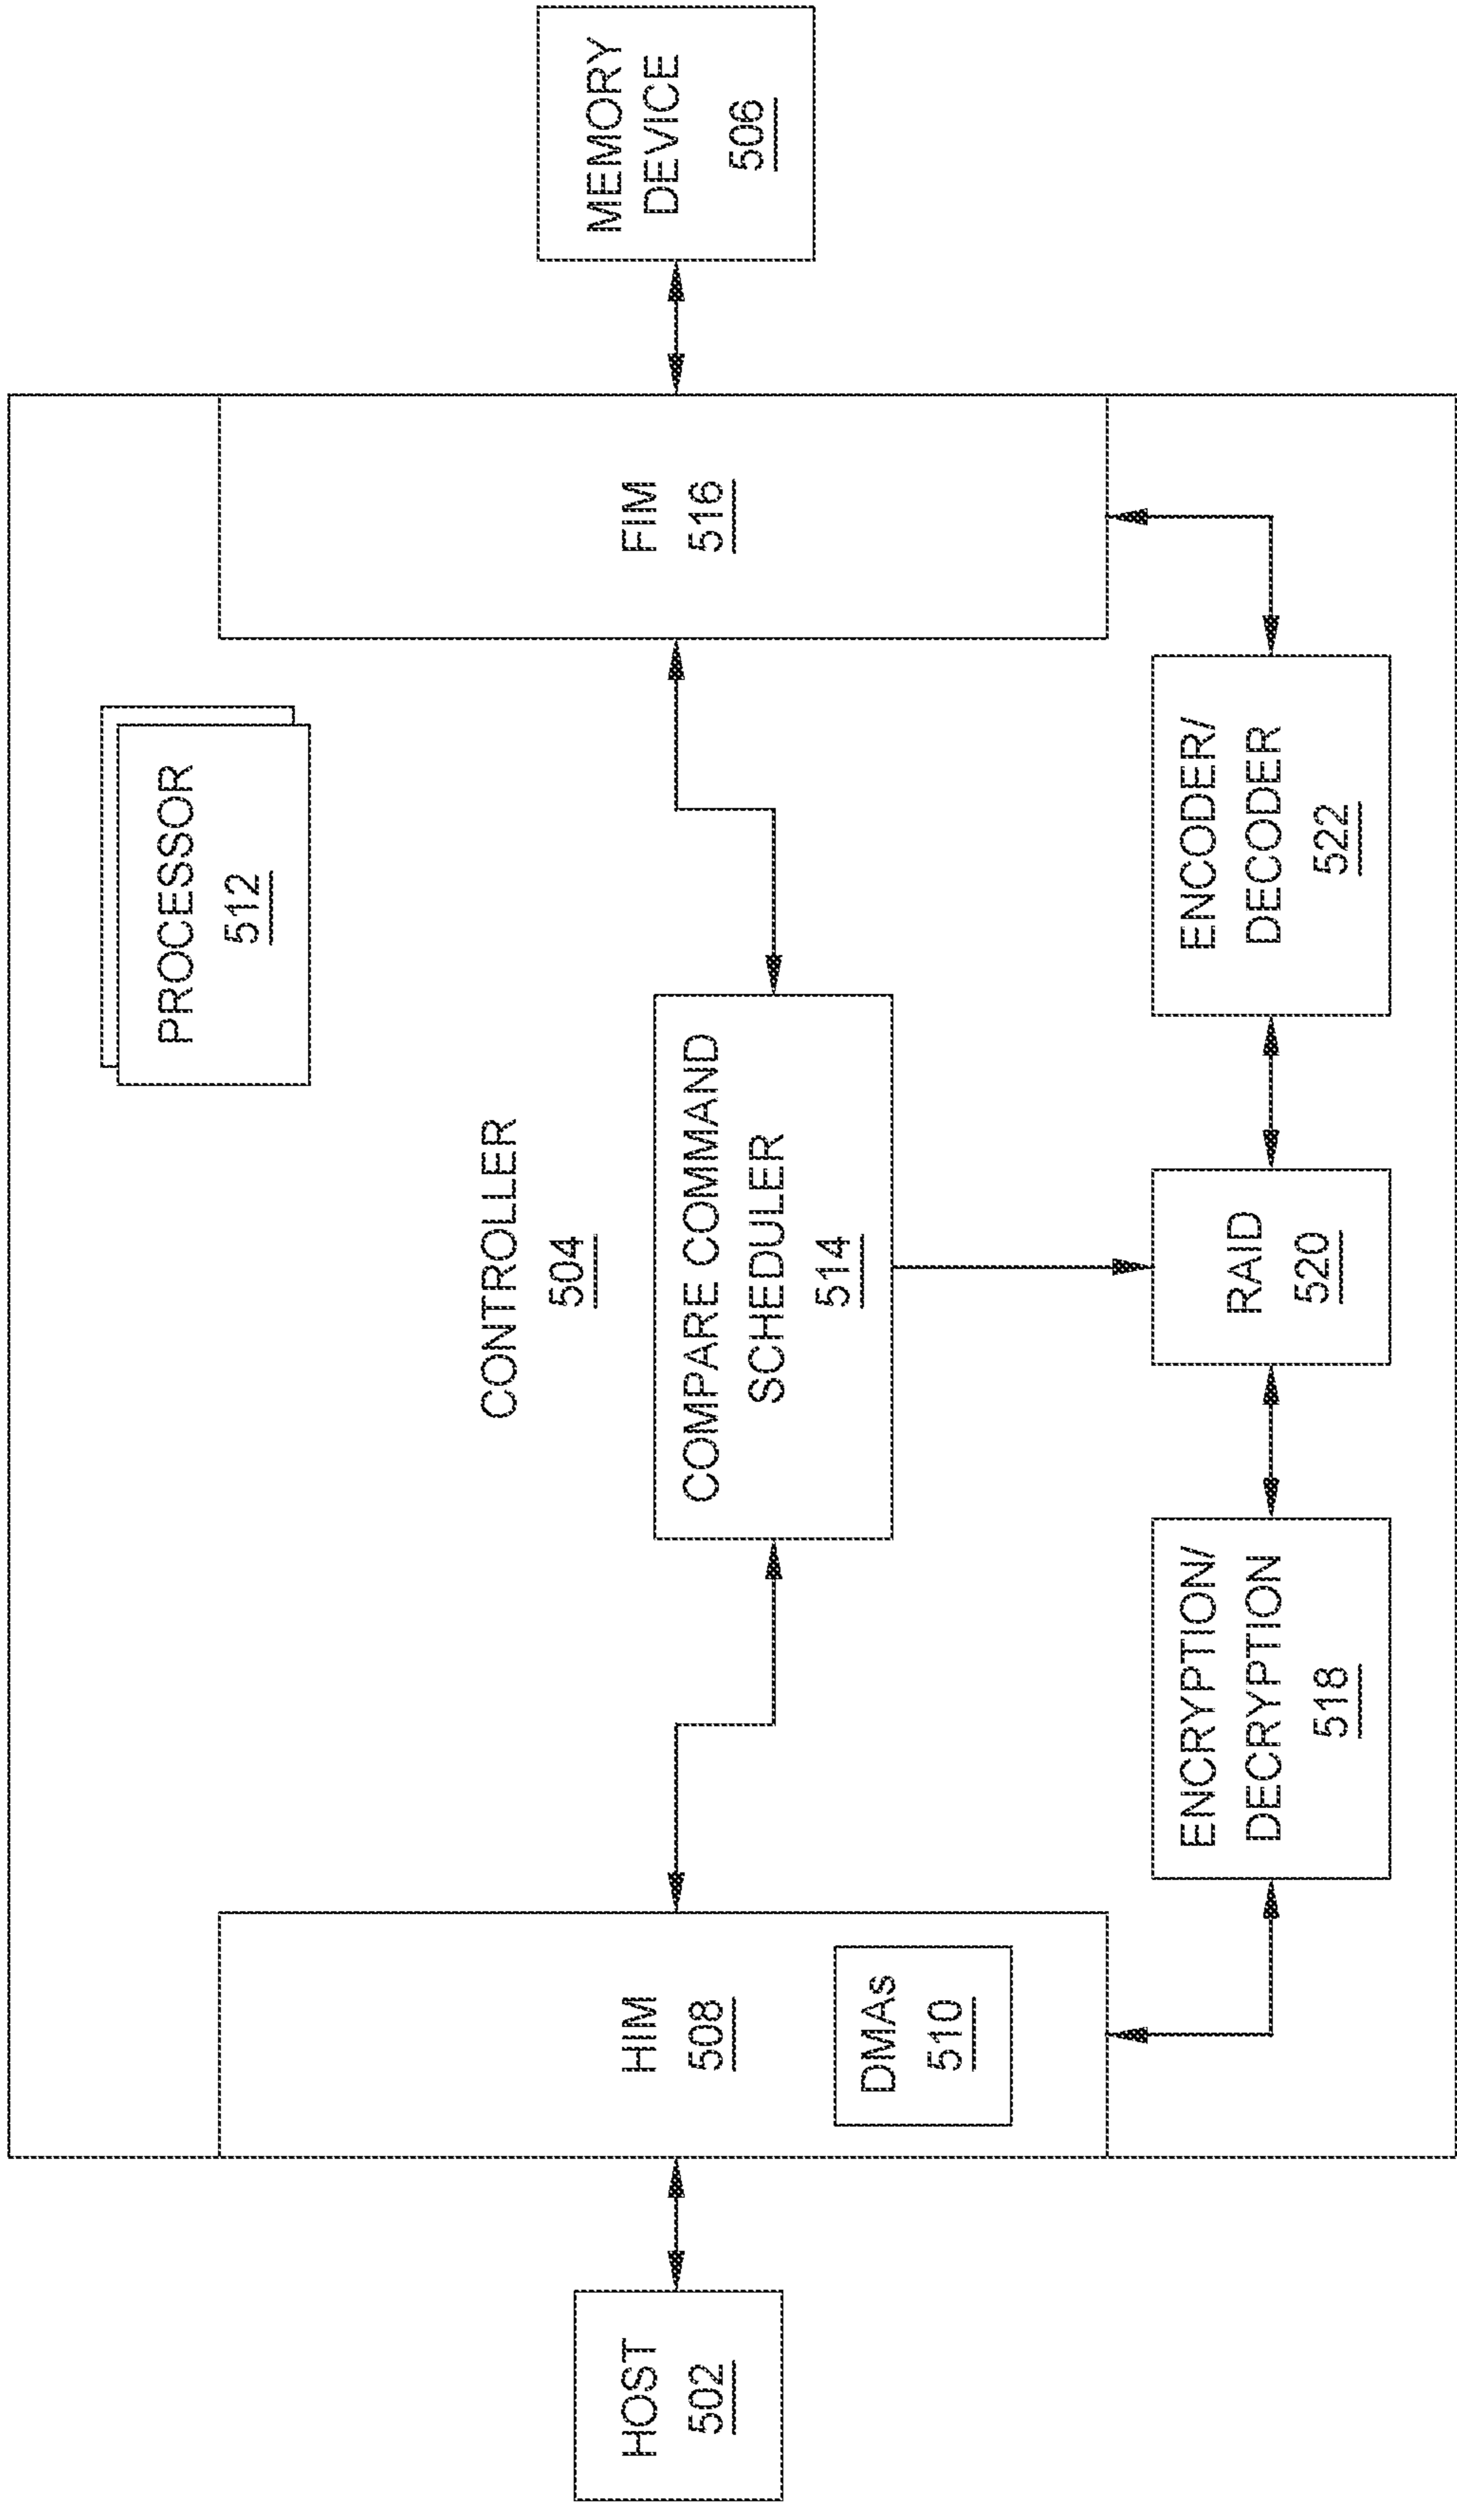 HOST
502
HIM
508
DMAs
510
CONTROLLER
504
PROCESSOR
512
COMPARE COMMAND
SCHEDULER
514
ENCRYPTION/
DECRYPTION
518
RAID
520
ENCODER/
DECODER
522
FIM
516
MEMORY
DEVICE
506